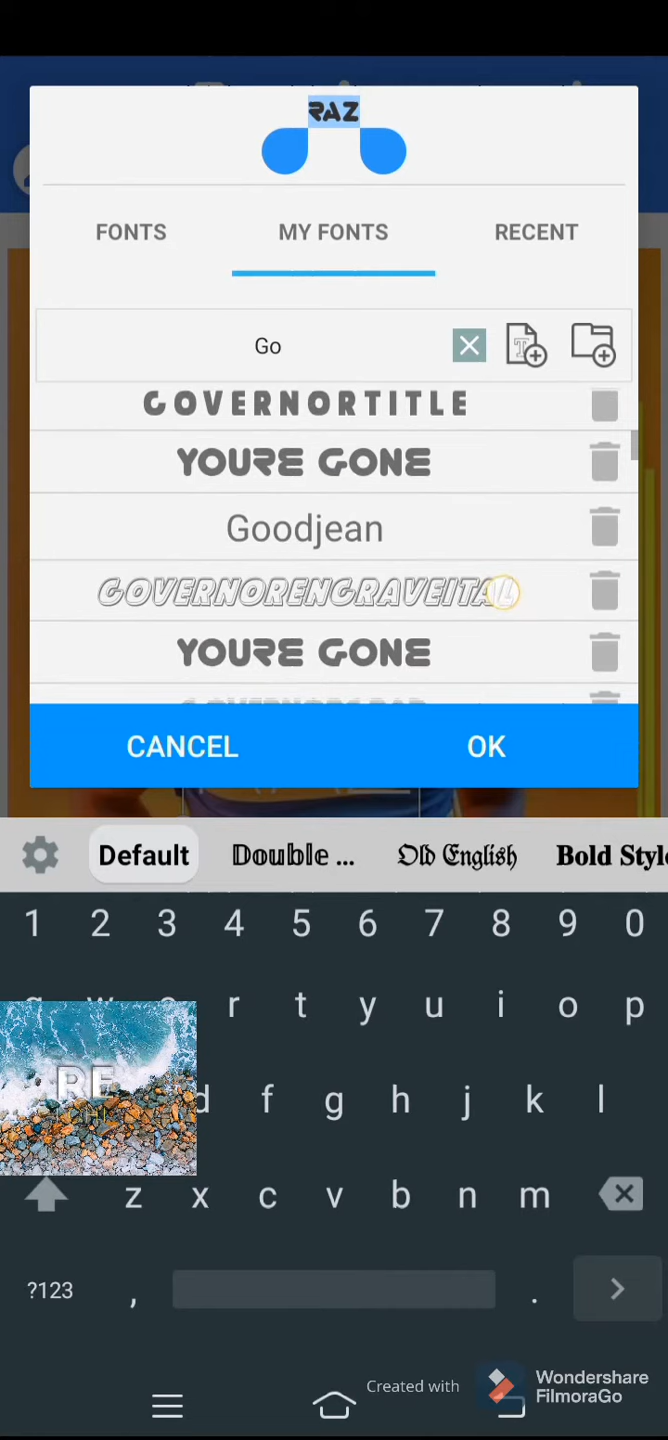 RAZ
FONTS MY FONTS RECENT
Go
GOVERNORTITLE
YOURE GONE
Goodjean
GOVERNORENGRAVEITAL
YOURE GONE
CANCEL OK
Default Double ... Old English Bold Style
1 2 3 4 5 6 7 8 9 0
q w e r t y u i o p
d f g h j k l
RE
z x c v b n m
?123 , .
Created with Wondershare
FilmoraGo